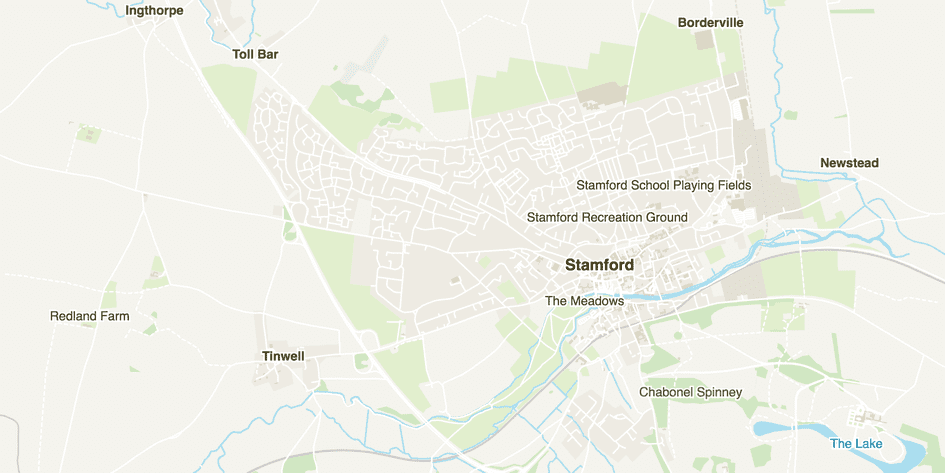 Ingthorpe
Borderville
Toll Bar
Newstead
Stamford School Playing Fields
Stamford Recreation Ground
Stamford
The Meadows
Redland Farm
Tinwell
Chabonel Spinney
The Lake